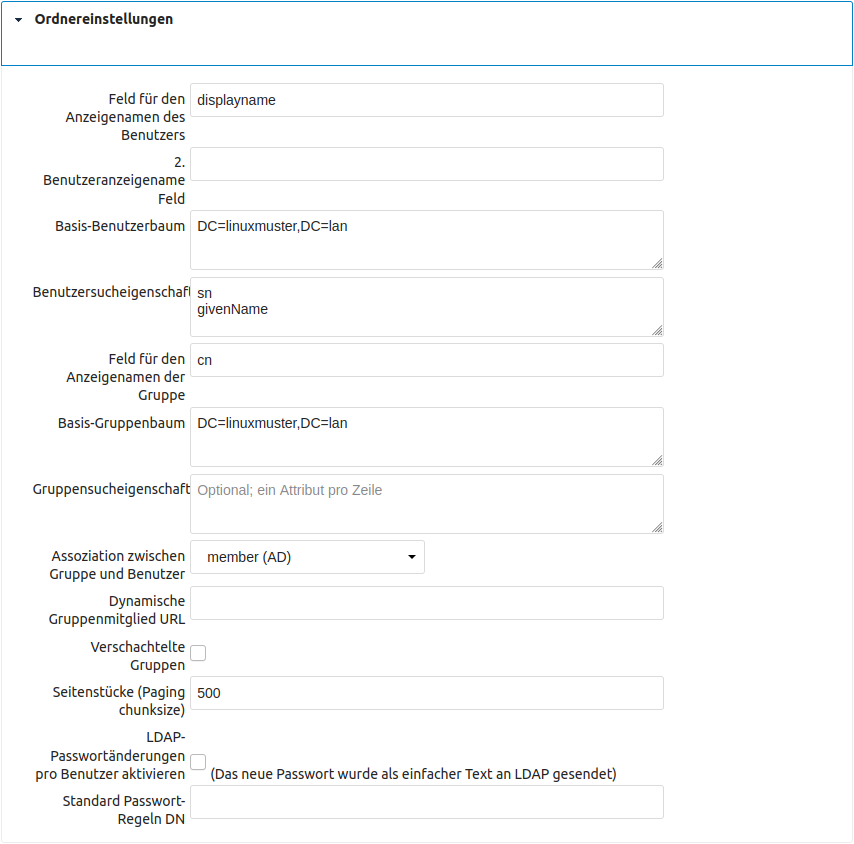 Ordnereinstellungen
Feld für den
Anzeigenamen des
Benutzers
displayname
2.
Benutzeranzeigename
Feld
Basis-Benutzerbaum
DC=linuxmuster,DC=lan
Benutzersucheigenschaft
sn
givenName
Feld für den
Anzeigenamen der
Gruppe
cn
Basis-Gruppenbaum
DC=linuxmuster,DC=lan
Gruppensucheigenschaft
Optional; ein Attribut pro Zeile
Assoziation zwischen
Gruppe und Benutzer
member (AD)
Dynamische
Gruppenmitglied URL
Verschachtelte
Gruppen
Seitenstücke (Paging
chunksize)
500
LDAP-
Passwortänderungen
pro Benutzer aktivieren
(Das neue Passwort wurde als einfacher Text an LDAP gesendet)
Standard Passwort-
Regeln DN